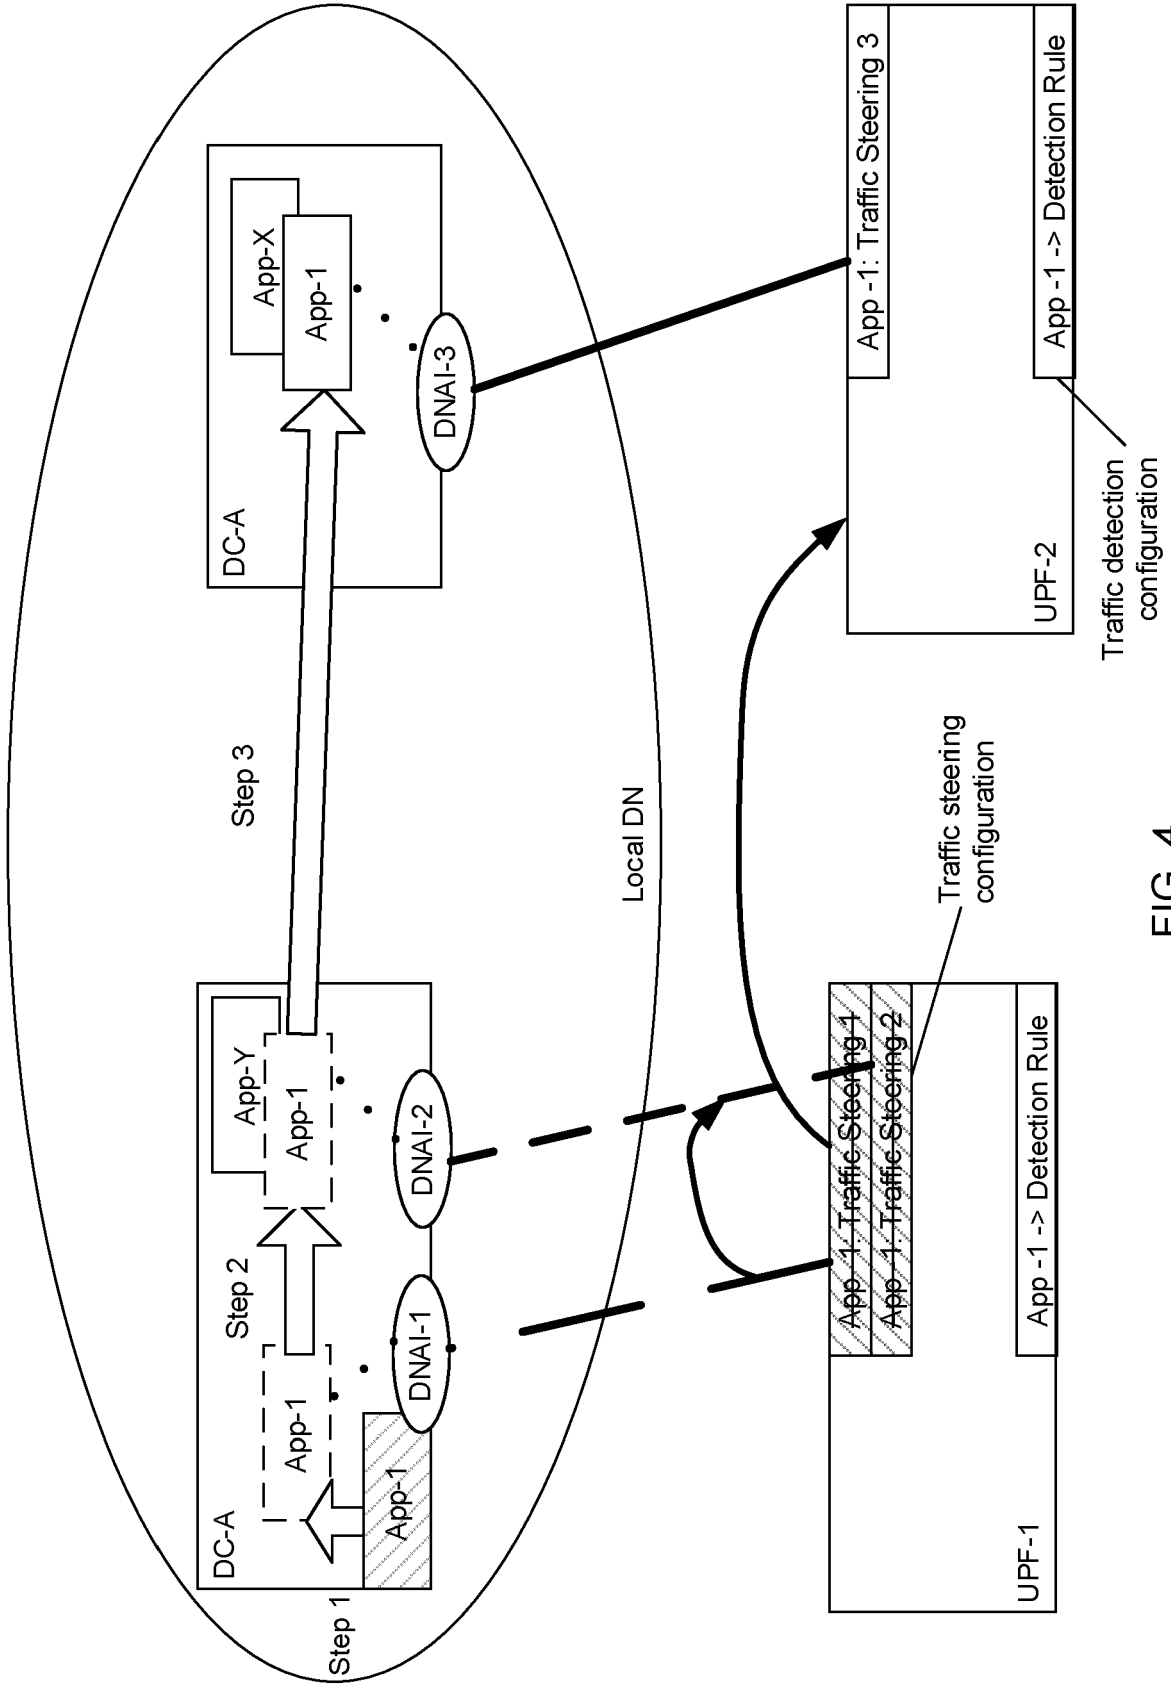 DC-A
App-Y
App-1
App-1
App-1
Step 1
Step 2
Step 3
DNAI-1
DNAI-2
DC-A
App-X
App-1
DNAI-3
Local DN
App -1: Traffic Steering 1
App -1: Traffic Steering 2
Traffic steering
configuration
App -1 -> Detection Rule
UPF-1
App -1: Traffic Steering 3
App -1 -> Detection Rule
UPF-2
Traffic detection
configuration
FIG. 4